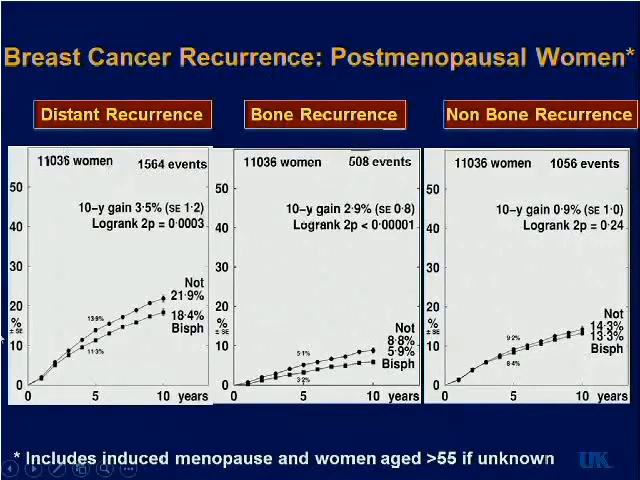 Breast Cancer Recurrence: Postmenopausal Women*
Distant Recurrence
Bone Recurrence
Non Bone Recurrence
11036 women
1564 events
50
10–y gain 3·5% (SE 1·2)
Logrank 2p = 0·0003
40
30
Not
21·9%
18·4%
Bisph
20
%
± SE
13·9%
11·3%
10
0
0
5
10
years
11036 women
508 events
50
10–y gain 2·9% (SE 0·8)
Logrank 2p < 0·00001
40
30
20
%
± SE
Not
8·8%
5·9%
Bisph
10
5·1%
3·2%
0
0
5
10
years
11036 women
1056 events
50
10–y gain 0·9% (SE 1·0)
Logrank 2p = 0·24
40
30
20
%
± SE
Not
14·3%
13·3%
Bisph
10
9·2%
8·4%
0
0
5
10
years
* Includes induced menopause and women aged >55 if unknown
UK